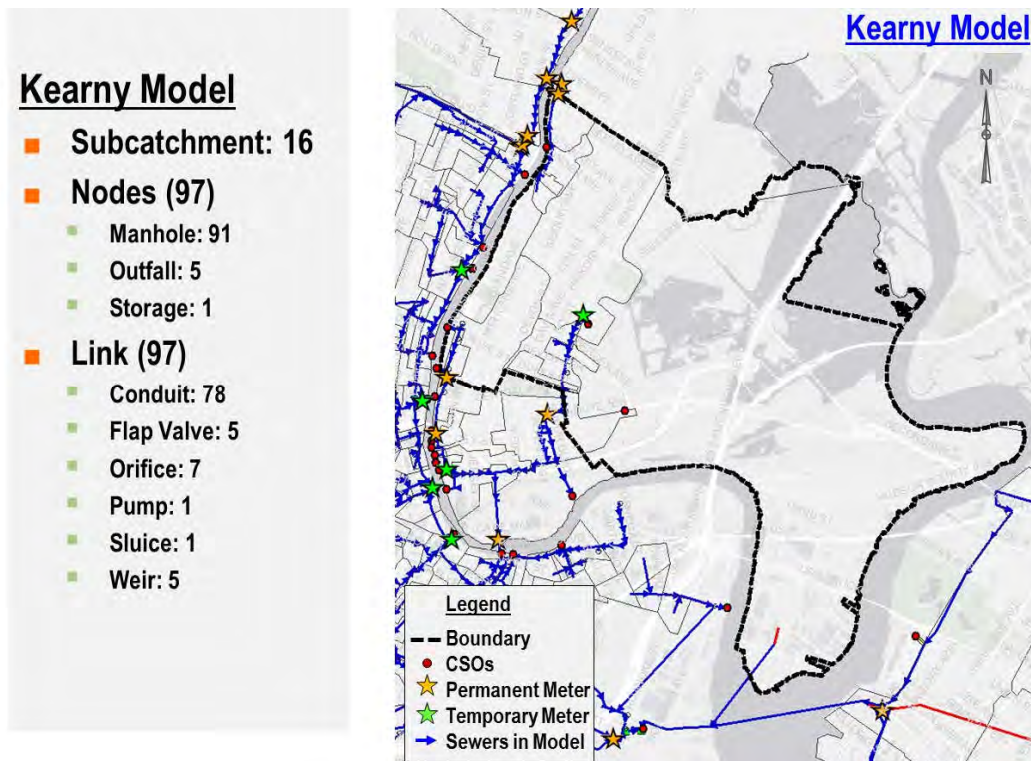 Kearny Model
Subcatchment: 16
Nodes (97)
Manhole: 91
Outfall: 5
Storage: 1
Link (97)
Conduit: 78
Flap Valve: 5
Orifice: 7
Pump: 1
Sluice: 1
Weir: 5
Kearny Model
N
Legend
Boundary
CSOs
Permanent Meter
Temporary Meter
Sewers in Model